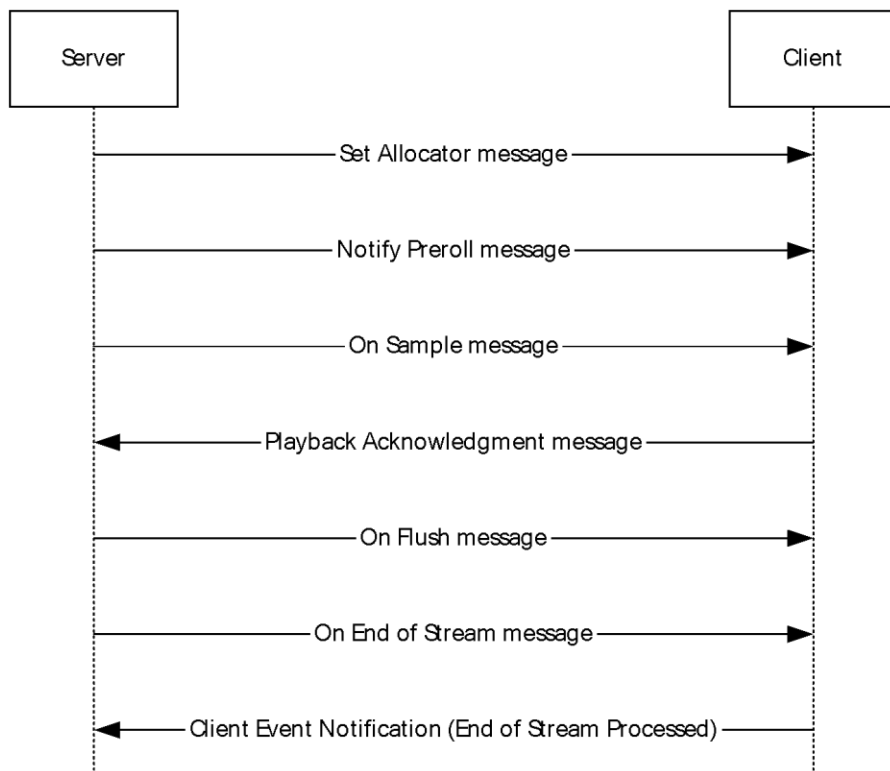 Server
Client
Set Allocator message
Notify Preroll message
On Sample message
Playback Acknowledgment message
On Flush message
On End of Stream message
Client Event Notification (End of Stream Processed)